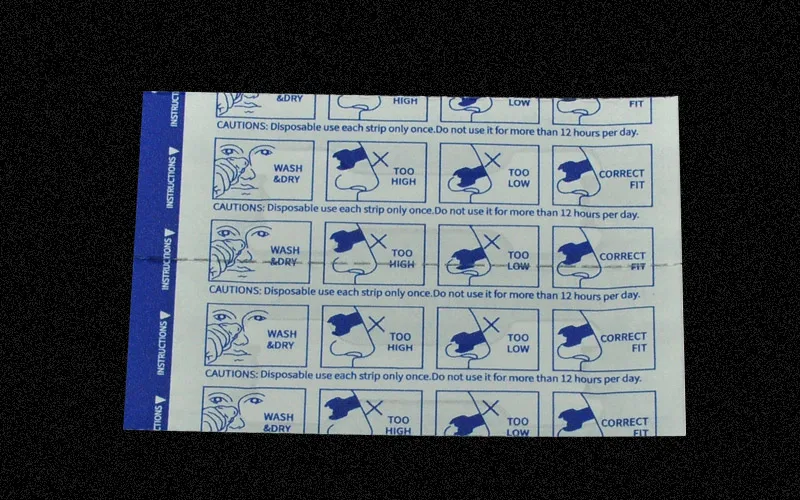 INSTRUCTI
&DRY HIGH LOW FIT
CAUTIONS: Disposable use each strip only once.Do not use it for more than 12 hours per day.
INSTRUCTIONS
WASH &DRY
TOO HIGH
TOO LOW
CORRECT FIT
CAUTIONS: Disposable use each strip only once.Do not use it for more than 12 hours per day.
INSTRUCTIONS
WASH &DRY
TOO HIGH
TOO LOW
CORRECT FIT
CAUTIONS: Disposable use each strip only once.Do not use it for more than 12 hours per day.
INSTRUCTIONS
WASH &DRY
TOO HIGH
TOO LOW
CORRECT FIT
CAUTIONS: Disposable use each strip only once.Do not use it for more than 12 hours per day.
CTIONS
WASH &DRY
TOO HIGH
TOO LOW
CORRECT FIT